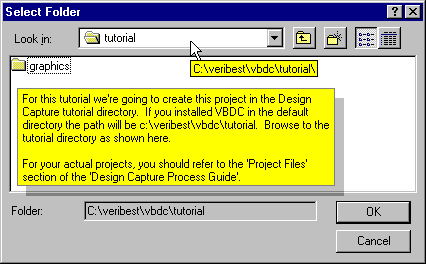 Select Folder
Look in:
tutorial
C:\veribest\vbdc\tutorial\
graphics
For this tutorial we're going to create this project in the Design
Capture tutorial directory.  If you installed VBDC in the default
directory the path will be c:\veribest\vbdc\tutorial.  Browse to the
tutorial directory as shown here.
For your actual projects, you should refer to the 'Project Files'
section of the 'Design Capture Process Guide'.
Folder:
C:\veribest\vbdc\tutorial
OK
Cancel